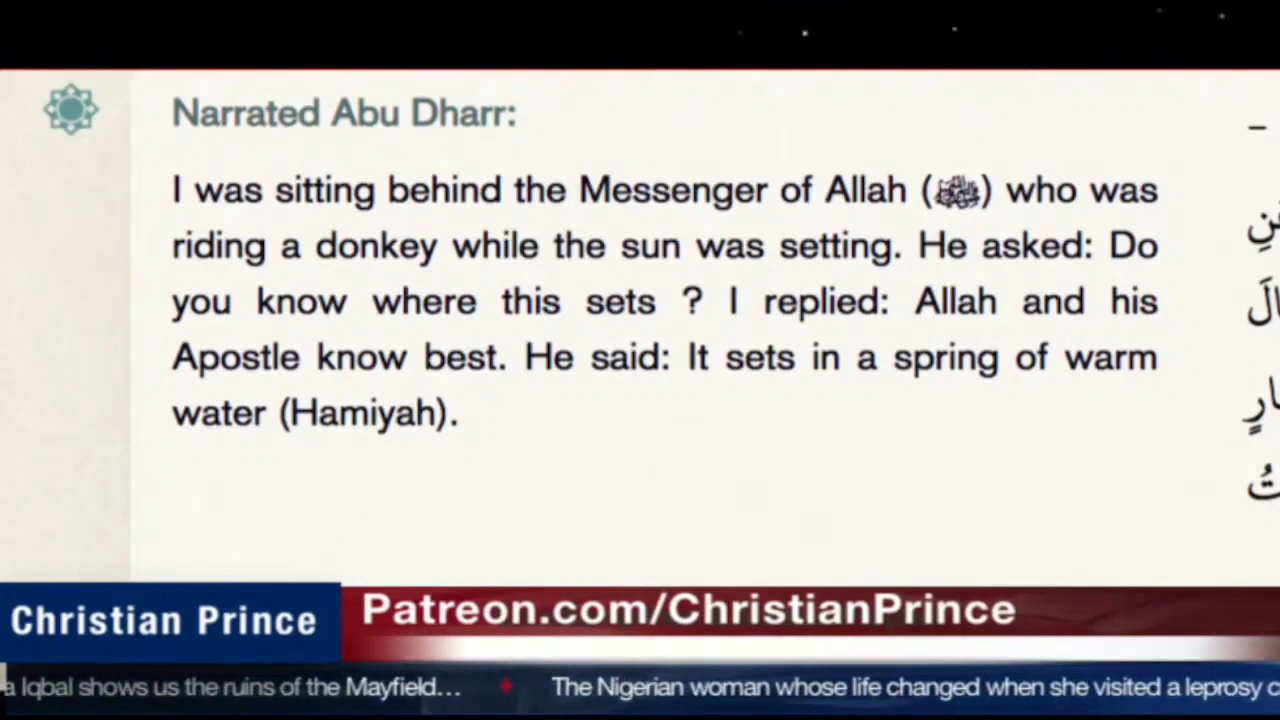 Narrated Abu Dharr:
I was sitting behind the Messenger of Allah (ﷺ) who was
riding a donkey while the sun was setting. He asked: Do
you know where this sets ? I replied: Allah and his
Apostle know best. He said: It sets in a spring of warm
water (Hamiyah).
Christian Prince
Patreon.com/ChristianPrince
a Iqbal shows us the ruins of the Mayfield...
The Nigerian woman whose life changed when she visited a leprosy c